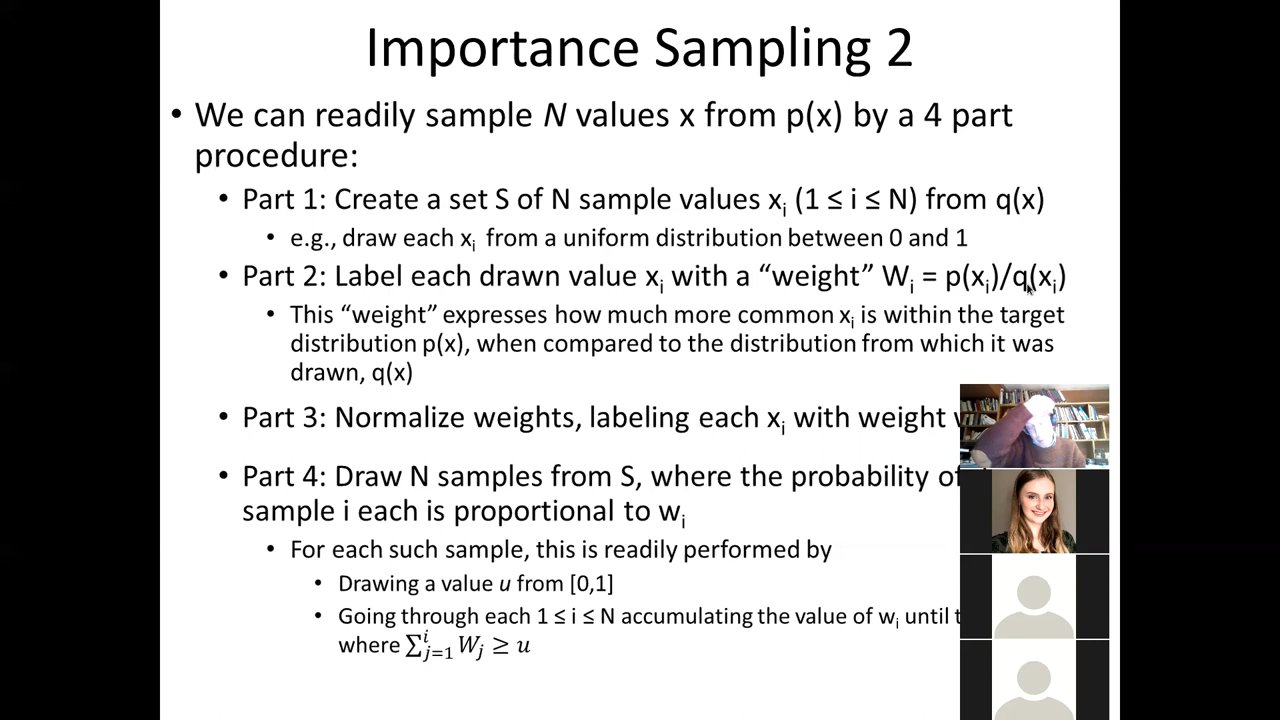 Importance Sampling 2
• We can readily sample N values x from p(x) by a 4 part
procedure:
• Part 1: Create a set S of N sample values xᵢ (1 ≤ i ≤ N) from q(x)
• e.g., draw each xᵢ from a uniform distribution between 0 and 1
• Part 2: Label each drawn value xᵢ with a “weight” Wᵢ = p(xᵢ)/q(xᵢ)
• This “weight” expresses how much more common xᵢ is within the target
distribution p(x), when compared to the distribution from which it was
drawn, q(x)
• Part 3: Normalize weights, labeling each xᵢ with weight
• Part 4: Draw N samples from S, where the probability of
sample i each is proportional to wᵢ
• For each such sample, this is readily performed by
• Drawing a value u from [0,1]
• Going through each 1 ≤ i ≤ N accumulating the value of wᵢ until
where ∑ⁱⱼ₌₁ Wⱼ ≥ u